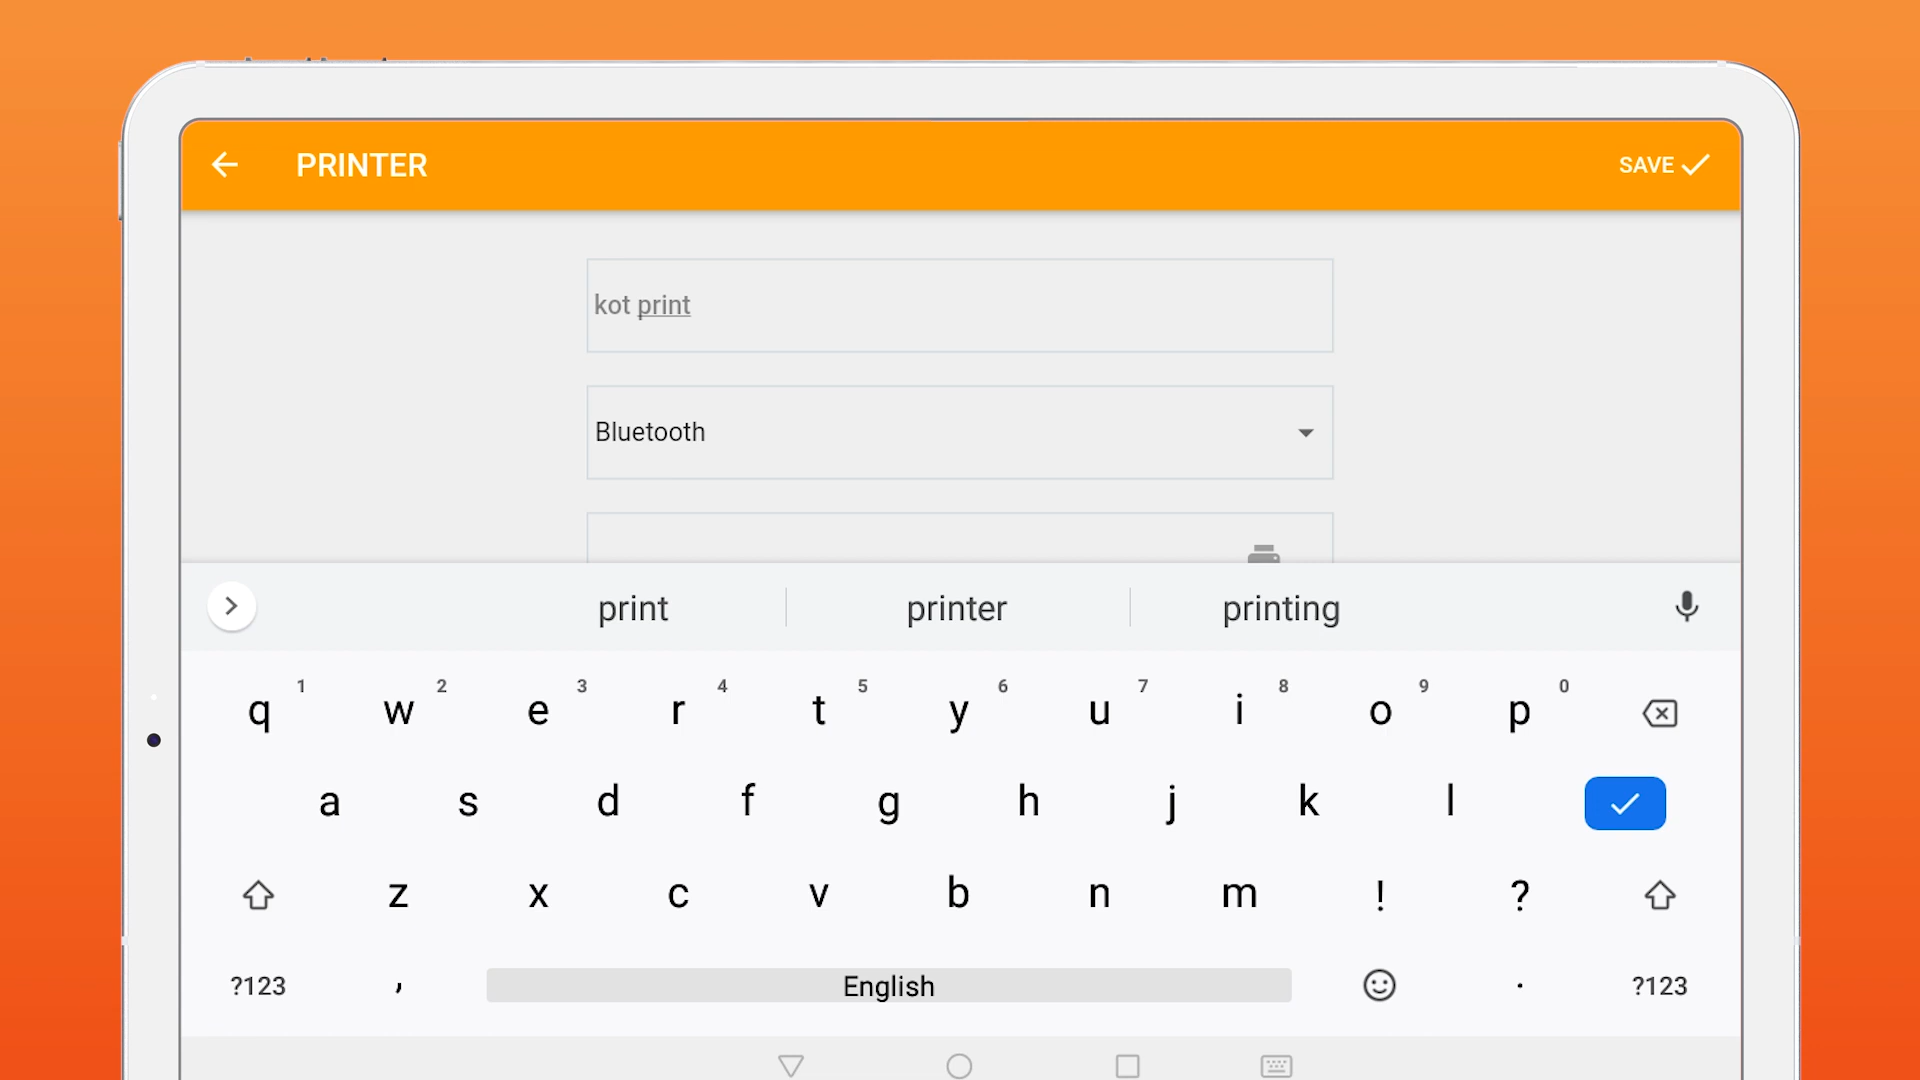 PRINTER
SAVE
kot print
Bluetooth
print printer printing
1 2 3 4 5 6 7 8 9 0
q w e r t y u i o p
a s d f g h j k l
z x c v b n m ! ?
?123 , English . ?123